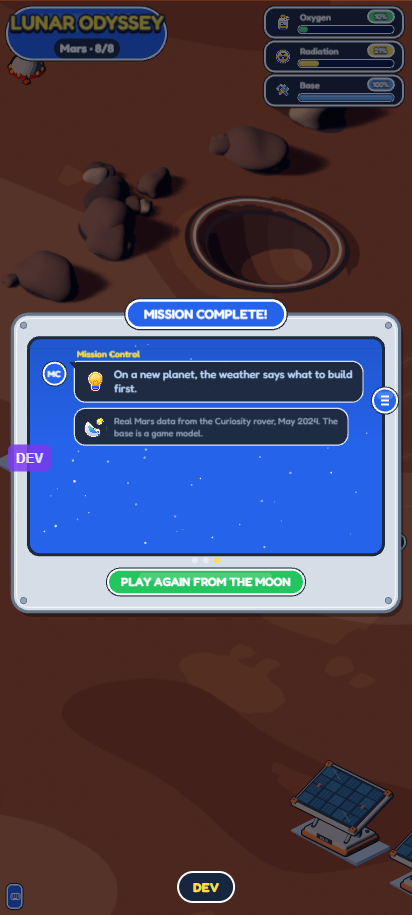 LUNAR ODYSSEY
Mars · 8/8
Oxygen
Radiation
Base
100%
MISSION COMPLETE!
Mission Control
MC
On a new planet, the weather says what to build
first.
Real Mars data from the Curiosity rover, May 2024. The
base is a game model.
DEV
PLAY AGAIN FROM THE MOON
DEV